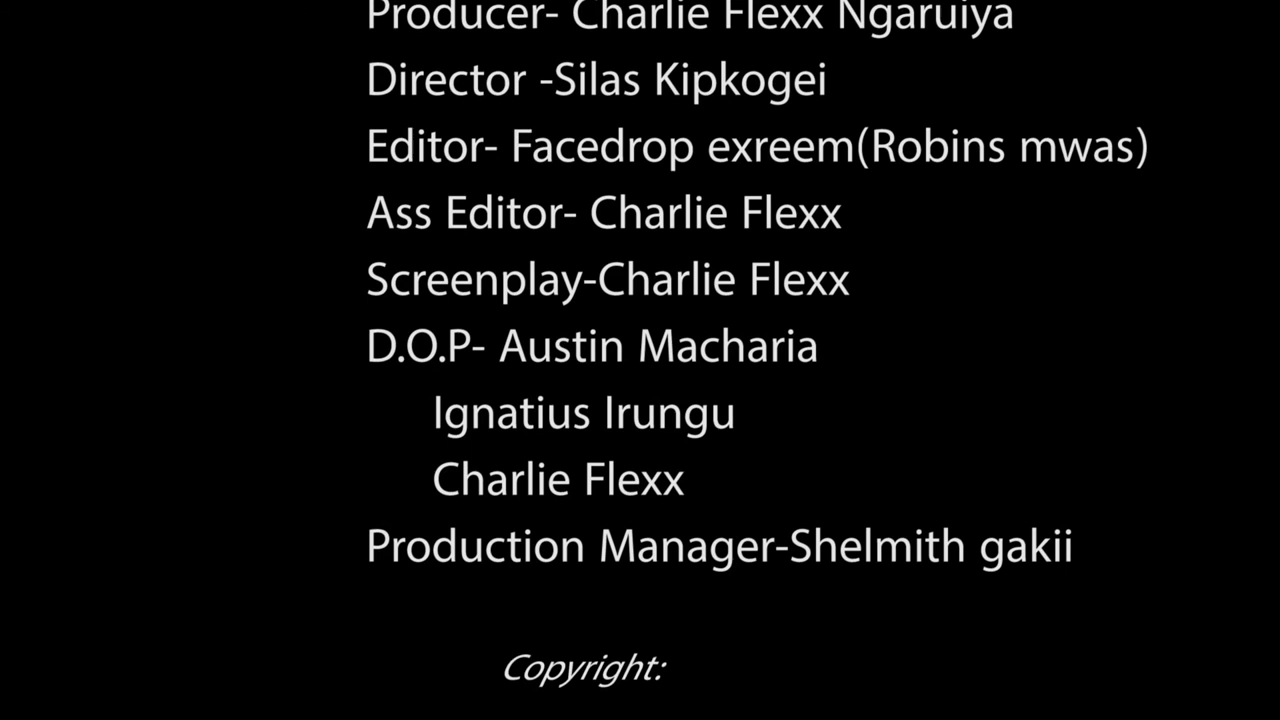 Producer- Charlie Flexx Ngaruiya
Director -Silas Kipkogei
Editor- Facedrop exreem(Robins mwas)
Ass Editor- Charlie Flexx
Screenplay-Charlie Flexx
D.O.P- Austin Macharia
Ignatius Irungu
Charlie Flexx
Production Manager-Shelmith gakii
Copyright: